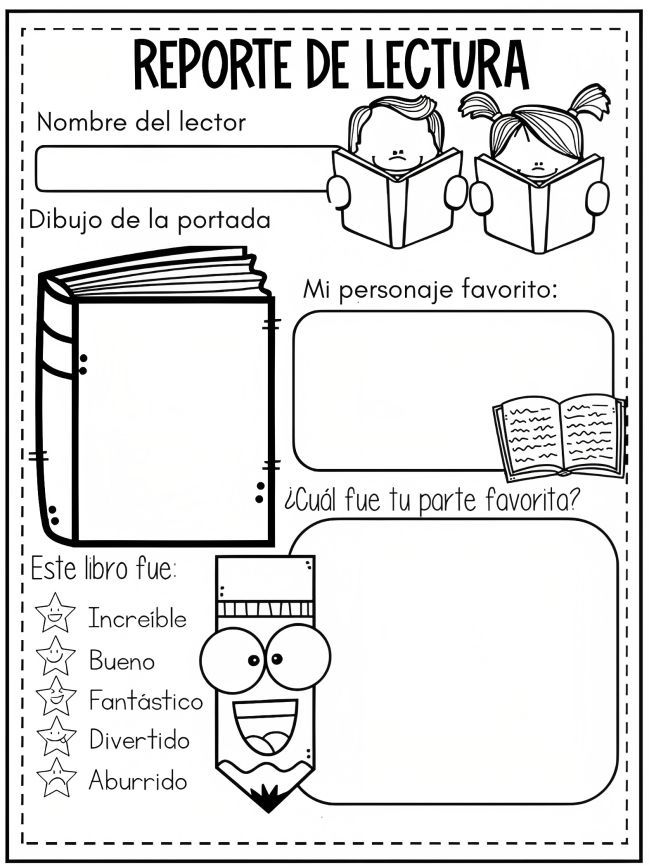 REPORTE DE LECTURA
Nombre del lector
Dibujo de la portada
Mi personaje favorito:
¿Cuál fue tu parte favorita?
Este libro fue:
Increíble
Bueno
Fantástico
Divertido
Aburrido